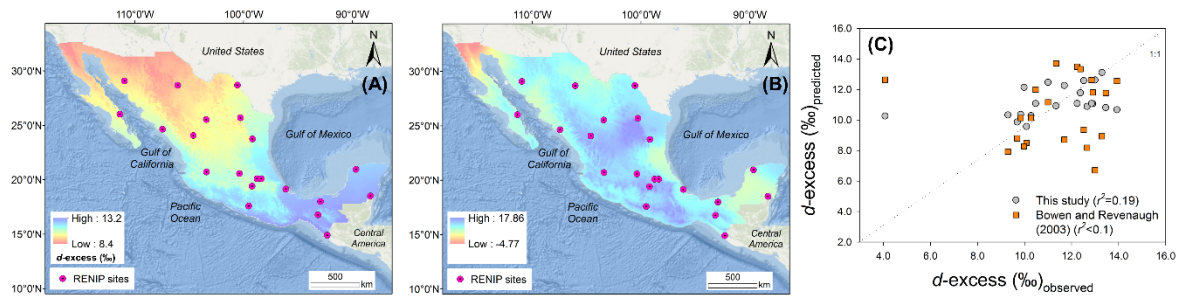 110°0'W 100°0'W 90°0'W
United States
N
(A)
30°0'N
25°0'N
Gulf of Mexico
Gulf of
California
20°0'N
Pacific
Ocean
High : 13.2
15°0'N
Low : 8.4
d-excess (‰)
Central
America
RENIP sites
500
km
10°0'N
110°0'W 100°0'W 90°0'W
United States
N
(B)
30°0'N
25°0'N
Gulf of Mexico
Gulf of
California
20°0'N
Pacific
Ocean
High : 17.86
15°0'N
Low : -4.77
Central
America
RENIP sites
500
km
10°0'N
(C)
1:1
16.0
14.0
12.0
10.0
8.0
6.0
4.0
2.0
d-excess (‰)predicted
This study (r²=0.19)
Bowen and Revenaugh
(2003) (r²<0.1)
2.0 4.0 6.0 8.0 10.0 12.0 14.0 16.0
d-excess (‰)observed